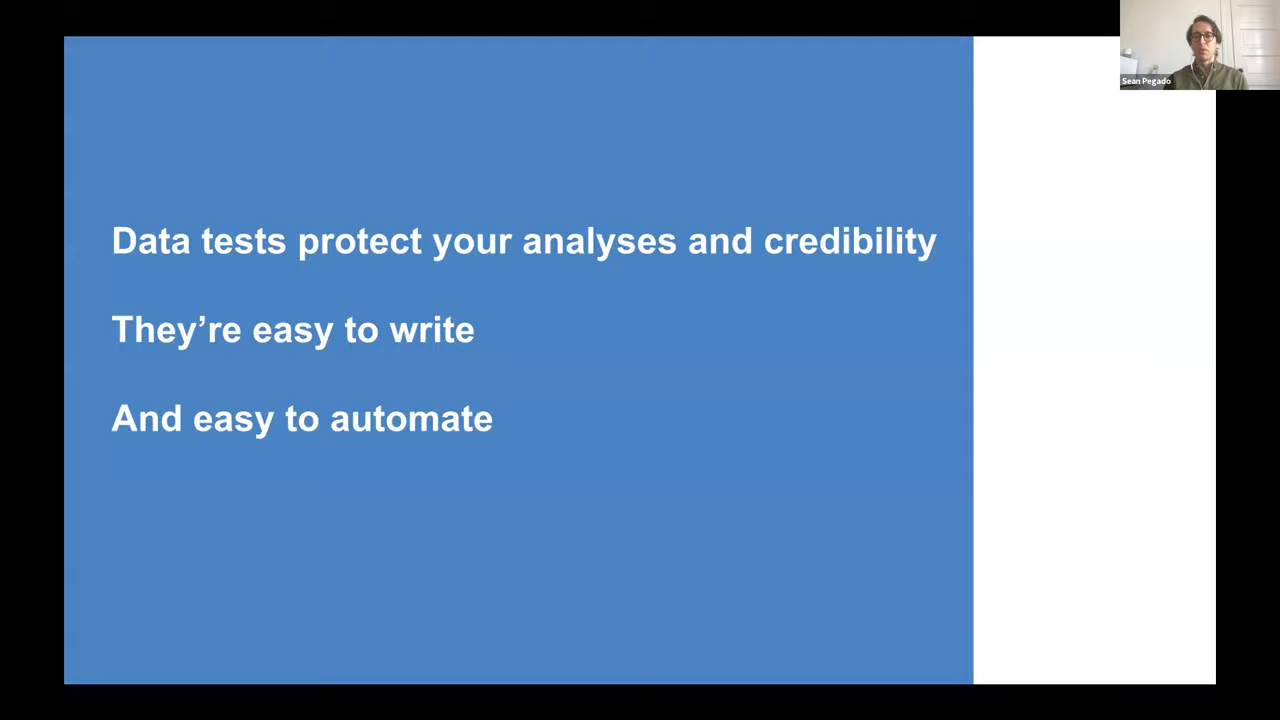 Data tests protect your analyses and credibility
They’re easy to write
And easy to automate
Sean Pegado